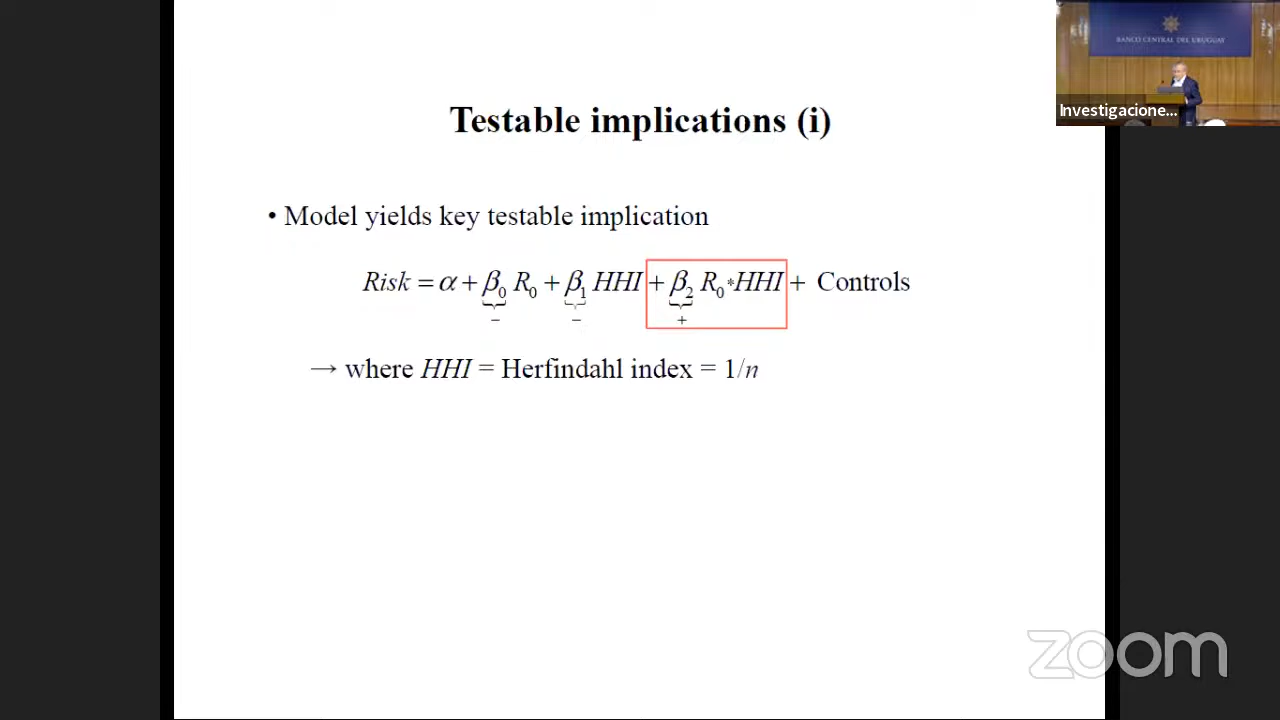 BANCO CENTRAL DEL URUGUAY
Investigacione...
Testable implications (i)
• Model yields key testable implication
Risk = α + β₀ R₀ + β₁ HHI + β₂ R₀*HHI + Controls
− − +
→ where HHI = Herfindahl index = 1/n
zoom